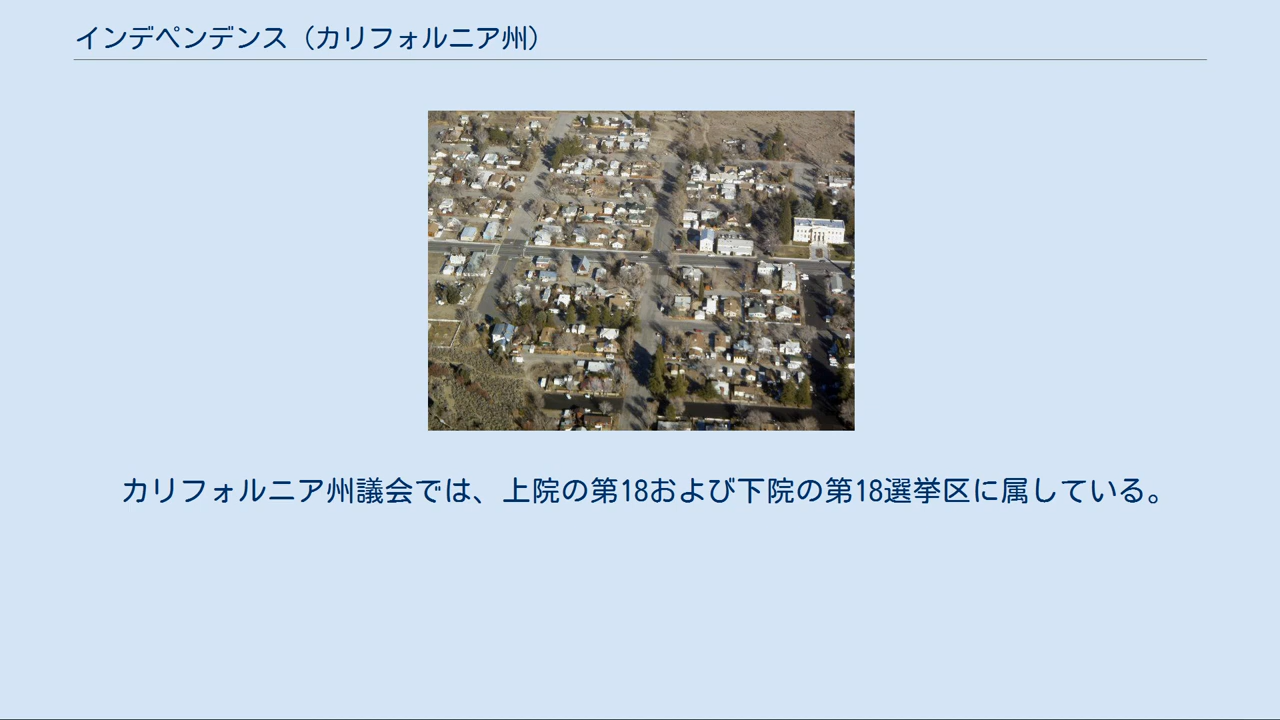 インデペンデンス（カリフォルニア州）
カリフォルニア州議会では、上院の第18および下院の第18選挙区に属している。